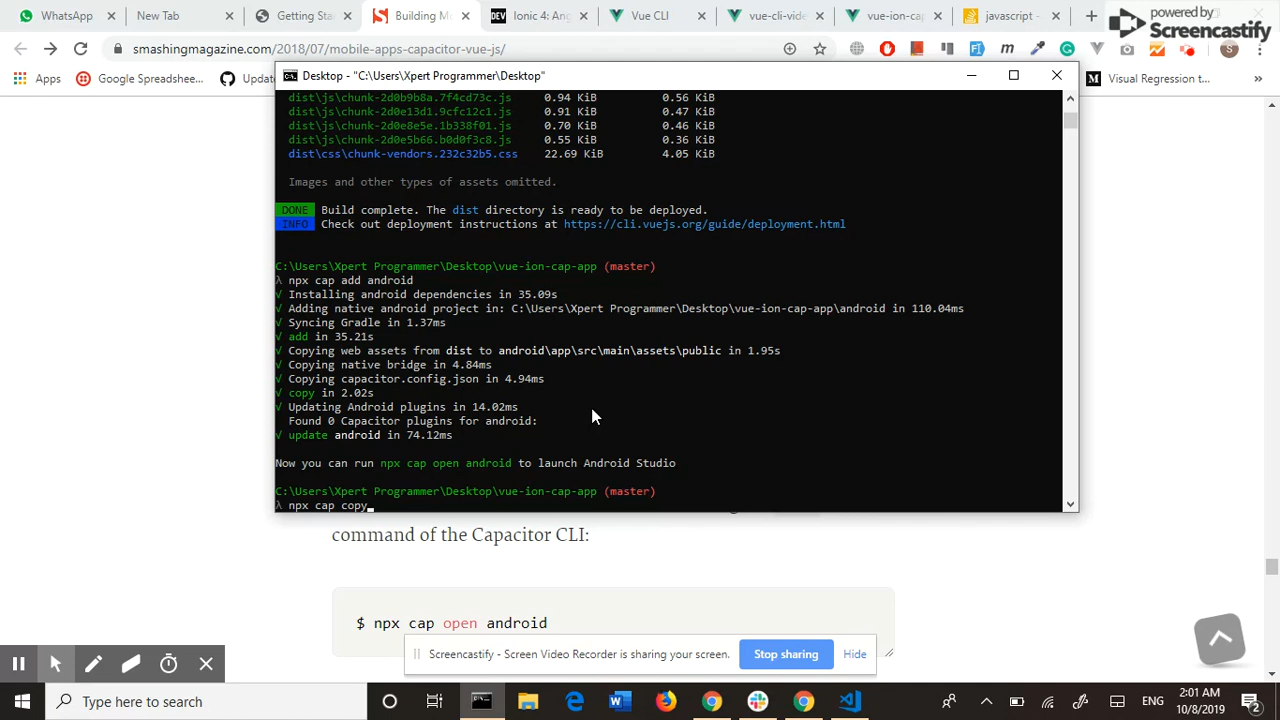 WhatsApp
New Tab
Getting Sta
Building M
DEV
Ionic 4: An
Vue CLI
vue-cli-vid
vue-ion-cap
javascript -
powered by
Screencastify
smashingmagazine.com/2018/07/mobile-apps-capacitor-vue-js/
Apps
Google Spreadshee...
Updat
Visual Regression t...
Desktop - "C:\Users\Xpert Programmer\Desktop"
dist\js\chunk-2d0b9b8a.7f4cd73c.js 0.94 KiB 0.56 KiB
dist\js\chunk-2d0e13d1.9cfc12c1.js 0.91 KiB 0.47 KiB
dist\js\chunk-2d0e8e5e.1b338f01.js 0.70 KiB 0.46 KiB
dist\js\chunk-2d0e5b66.b0d0f3c8.js 0.55 KiB 0.36 KiB
dist\css\chunk-vendors.232c32b5.css 22.69 KiB 4.05 KiB
Images and other types of assets omitted.
DONE Build complete. The dist directory is ready to be deployed.
INFO Check out deployment instructions at https://cli.vuejs.org/guide/deployment.html
C:\Users\Xpert Programmer\Desktop\vue-ion-cap-app (master)
λ npx cap add android
√ Installing android dependencies in 35.09s
√ Adding native android project in: C:\Users\Xpert Programmer\Desktop\vue-ion-cap-app\android in 110.04ms
√ Syncing Gradle in 1.37ms
√ add in 35.21s
√ Copying web assets from dist to android\app\src\main\assets\public in 1.95s
√ Copying native bridge in 4.84ms
√ Copying capacitor.config.json in 4.94ms
√ copy in 2.02s
√ Updating Android plugins in 14.02ms
Found 0 Capacitor plugins for android:
√ update android in 74.12ms
Now you can run npx cap open android to launch Android Studio
C:\Users\Xpert Programmer\Desktop\vue-ion-cap-app (master)
λ npx cap copy
command of the Capacitor CLI:
$ npx cap open android
Screencastify - Screen Video Recorder is sharing your screen.
Stop sharing
Hide
Type here to search
ENG
2:01 AM
10/8/2019
2